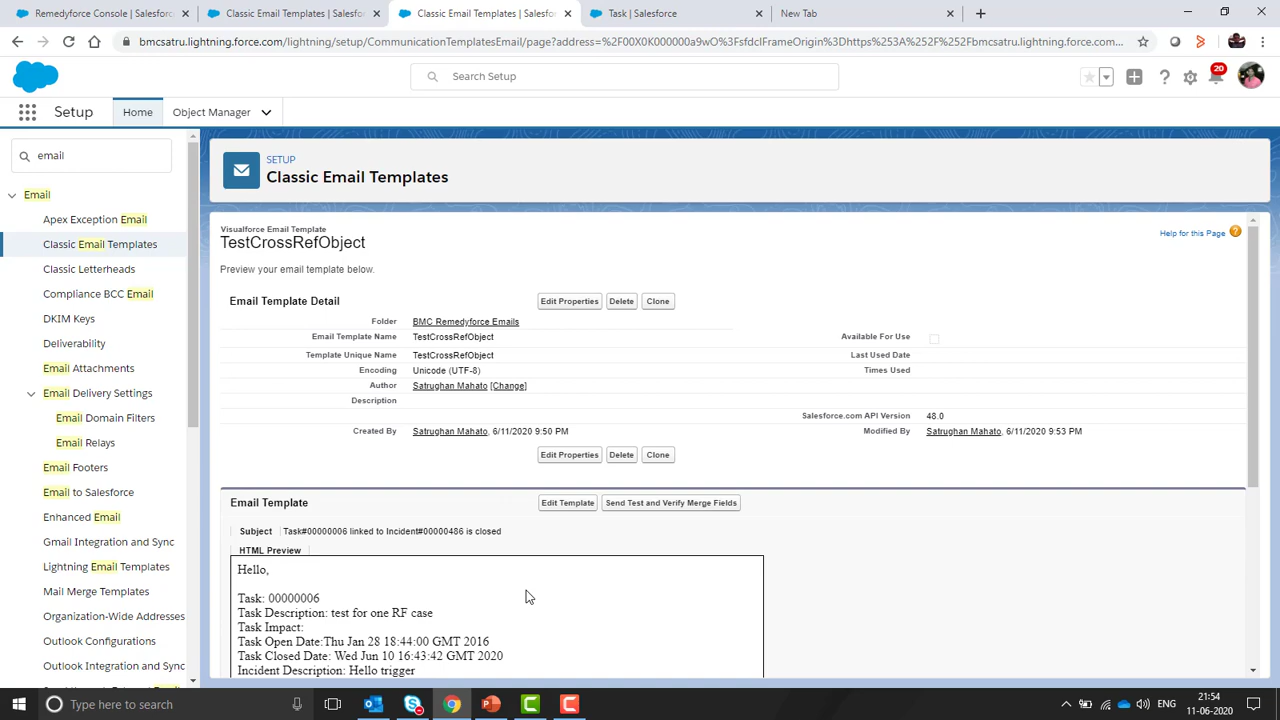 Remedyforce Console | Salesforce
Classic Email Templates | Salesfo
Classic Email Templates | Salesfor
Task | Salesforce
New Tab
bmcsatru.lightning.force.com/lightning/setup/CommunicationTemplatesEmail/page?address=%2F00X0K000000a9wO%3FsfdcIFrameOrigin%3Dhttps%253A%252F%252Fbmcsatru.lightning.force.com...
Search Setup
20
Setup
Home
Object Manager
email
Email
Apex Exception Email
Classic Email Templates
Classic Letterheads
Compliance BCC Email
DKIM Keys
Deliverability
Email Attachments
Email Delivery Settings
Email Domain Filters
Email Relays
Email Footers
Email to Salesforce
Enhanced Email
Gmail Integration and Sync
Lightning Email Templates
Mail Merge Templates
Organization-Wide Addresses
Outlook Configurations
Outlook Integration and Sync
SETUP
Classic Email Templates
Visualforce Email Template
TestCrossRefObject
Help for this Page
Preview your email template below.
Email Template Detail
Edit Properties
Delete
Clone
Folder
BMC Remedyforce Emails
Email Template Name
TestCrossRefObject
Available For Use
Template Unique Name
TestCrossRefObject
Last Used Date
Encoding
Unicode (UTF-8)
Times Used
Author
Satrughan Mahato [Change]
Description
Salesforce.com API Version
48.0
Created By
Satrughan Mahato, 6/11/2020 9:50 PM
Modified By
Satrughan Mahato, 6/11/2020 9:53 PM
Edit Properties
Delete
Clone
Email Template
Edit Template
Send Test and Verify Merge Fields
Subject
Task#00000006 linked to Incident#00000486 is closed
HTML Preview
Hello,
Task: 00000006
Task Description: test for one RF case
Task Impact:
Task Open Date:Thu Jan 28 18:44:00 GMT 2016
Task Closed Date: Wed Jun 10 16:43:42 GMT 2020
Incident Description: Hello trigger
Type here to search
21:54
11-06-2020